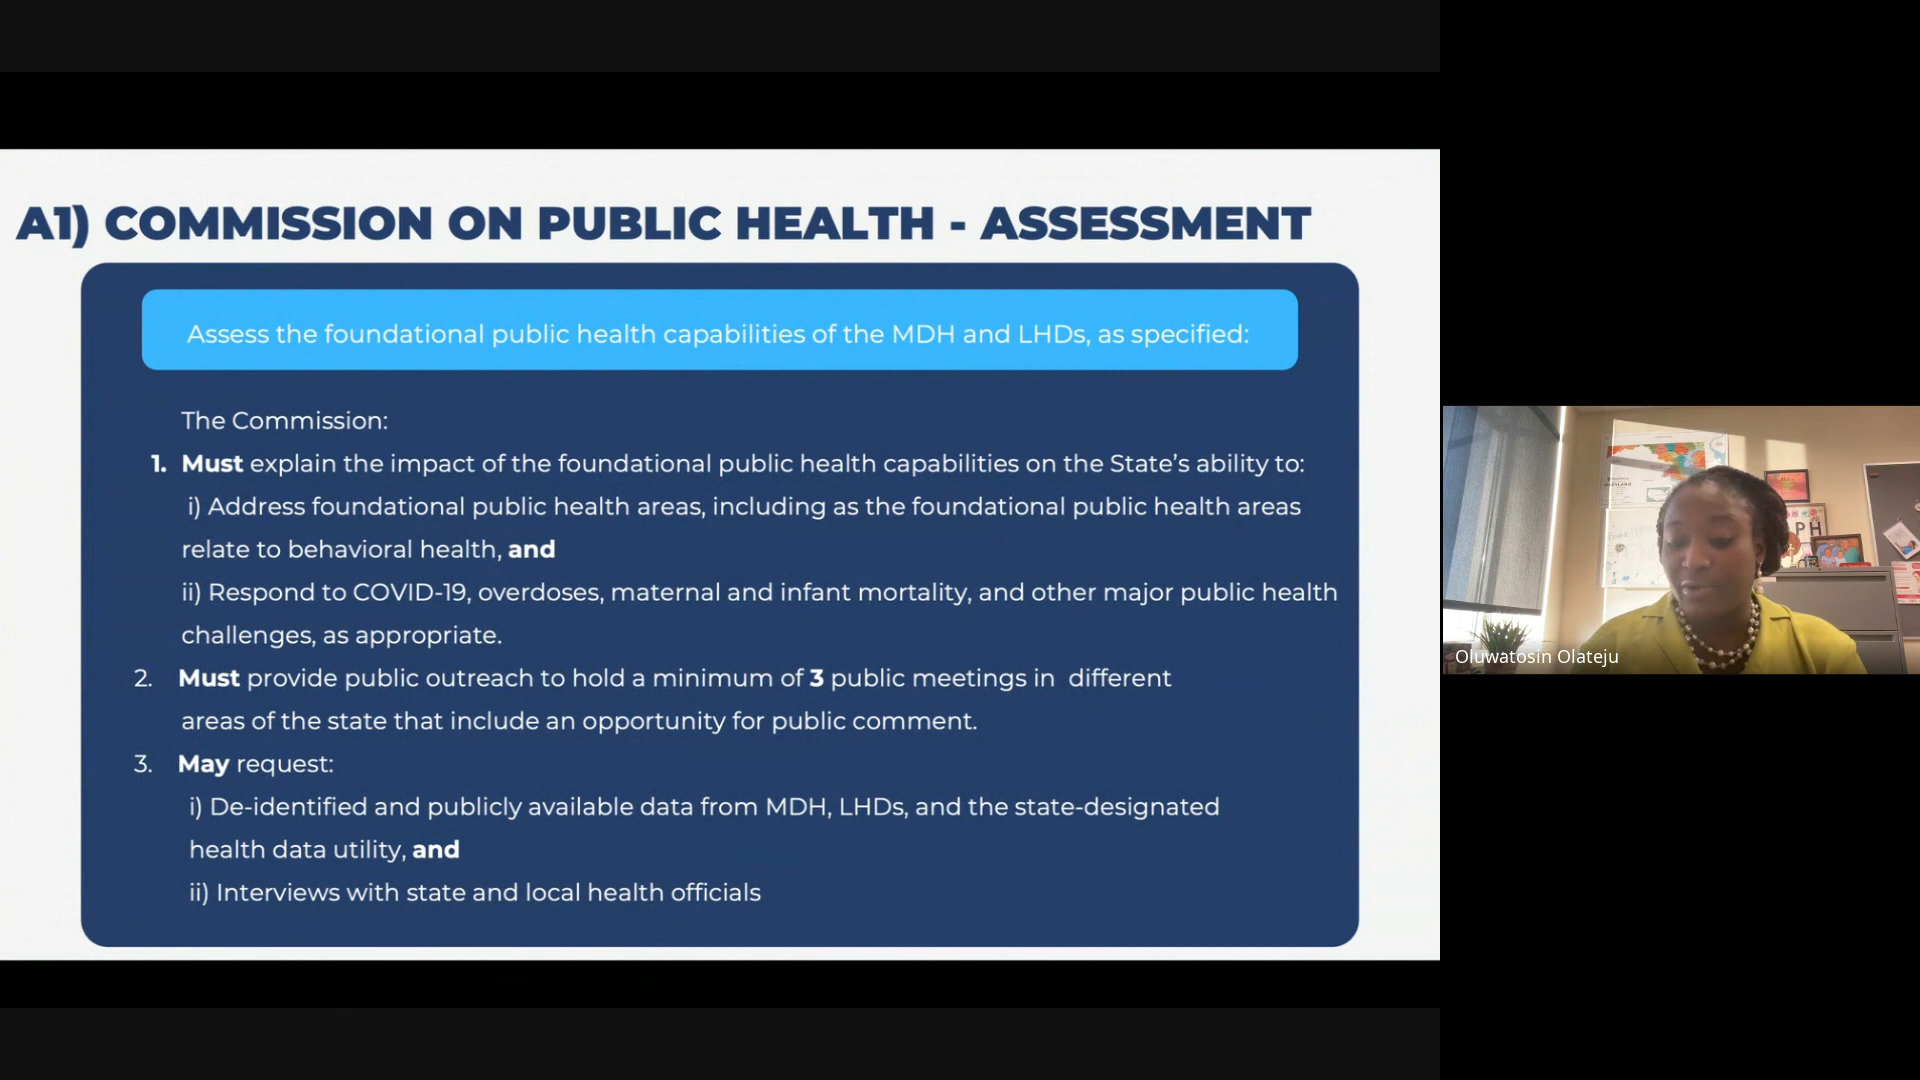 A1) COMMISSION ON PUBLIC HEALTH - ASSESSMENT
Assess the foundational public health capabilities of the MDH and LHDs, as specified:
The Commission:
1. Must explain the impact of the foundational public health capabilities on the State’s ability to:
i) Address foundational public health areas, including as the foundational public health areas
relate to behavioral health, and
ii) Respond to COVID-19, overdoses, maternal and infant mortality, and other major public health
challenges, as appropriate.
2. Must provide public outreach to hold a minimum of 3 public meetings in different
areas of the state that include an opportunity for public comment.
3. May request:
i) De-identified and publicly available data from MDH, LHDs, and the state-designated
health data utility, and
ii) Interviews with state and local health officials
PH
Oluwatosin Olateju